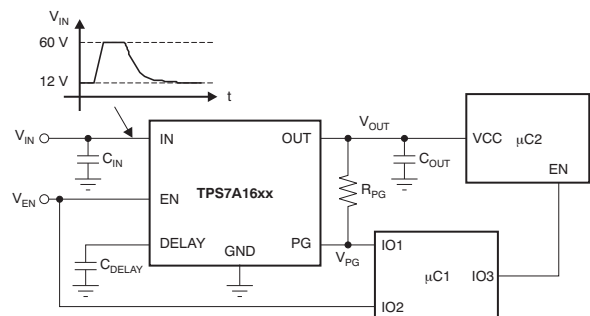 V_IN
60 V
12 V
t
V_IN
C_IN
IN
OUT
V_OUT
C_OUT
VCC
µC2
EN
V_EN
EN
TPS7A16xx
R_PG
DELAY
GND
PG
V_PG
C_DELAY
IO1
µC1
IO3
IO2